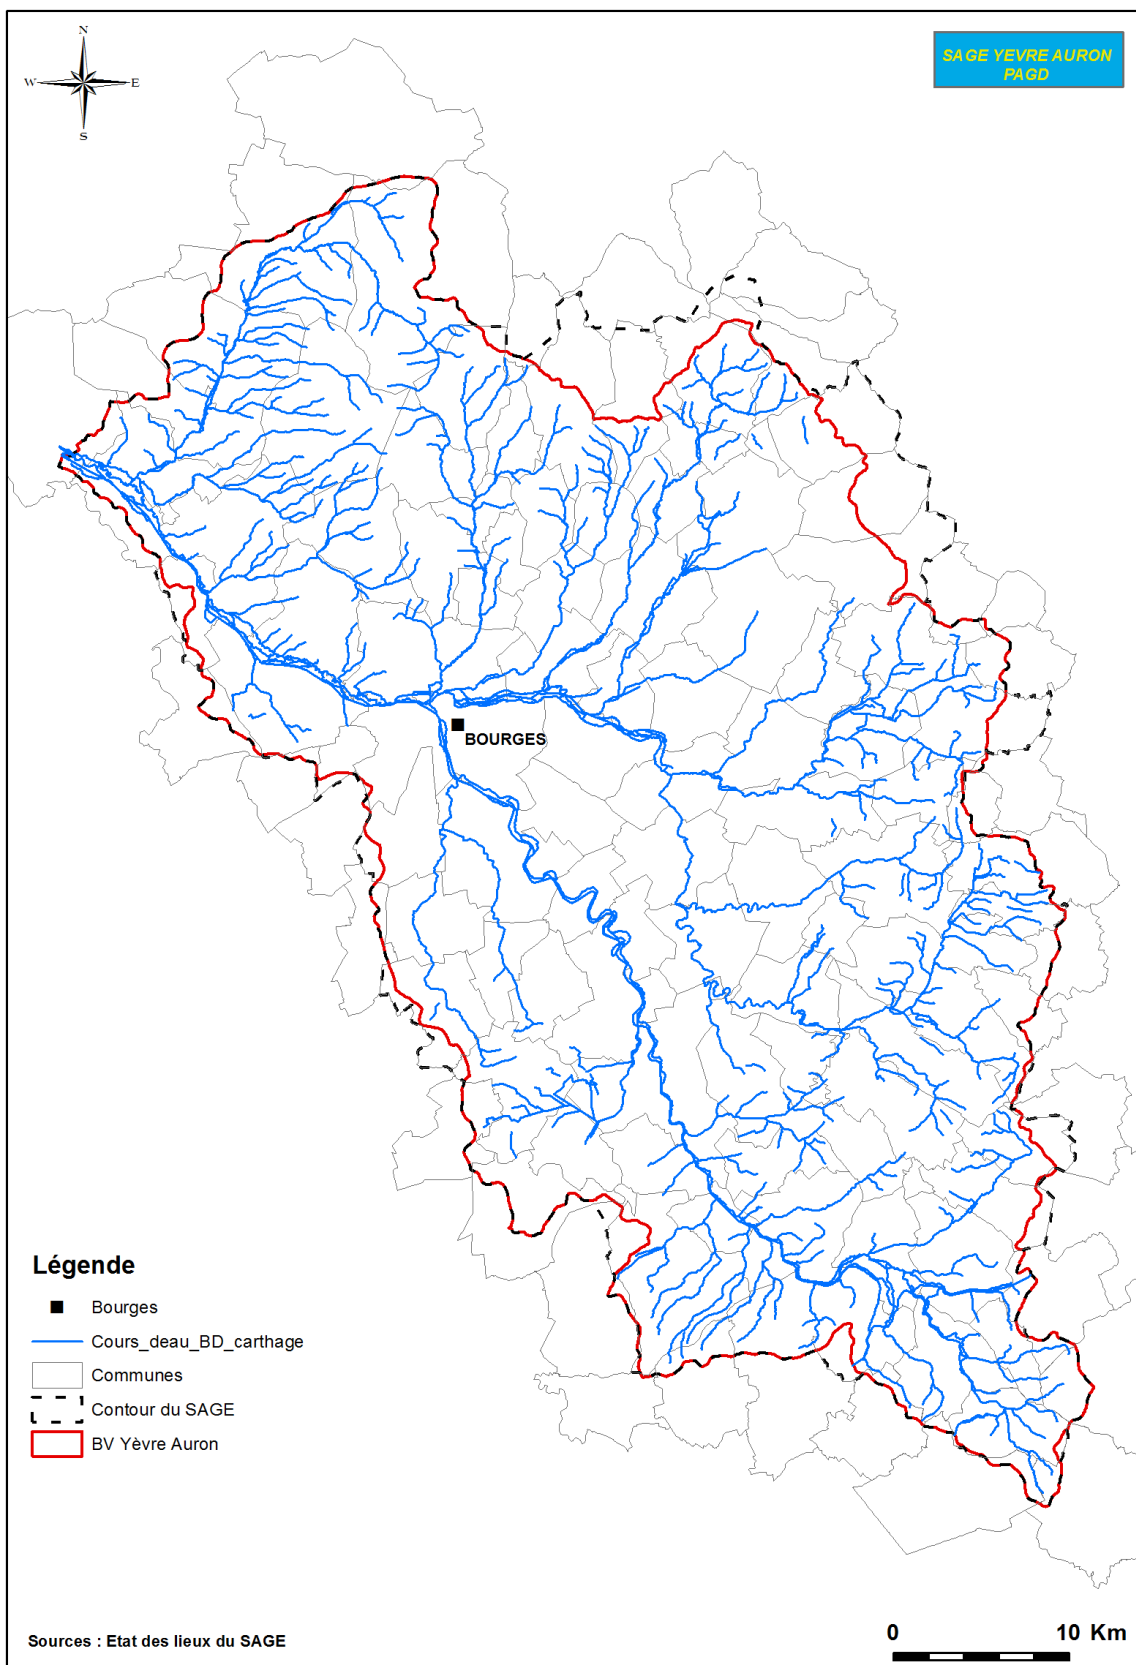 N
W E
S
SAGE YEVRE AURON
PAGD
BOURGES
Légende
Bourges
Cours_deau_BD_carthage
Communes
Contour du SAGE
BV Yèvre Auron
Sources : Etat des lieux du SAGE
0 10 Km